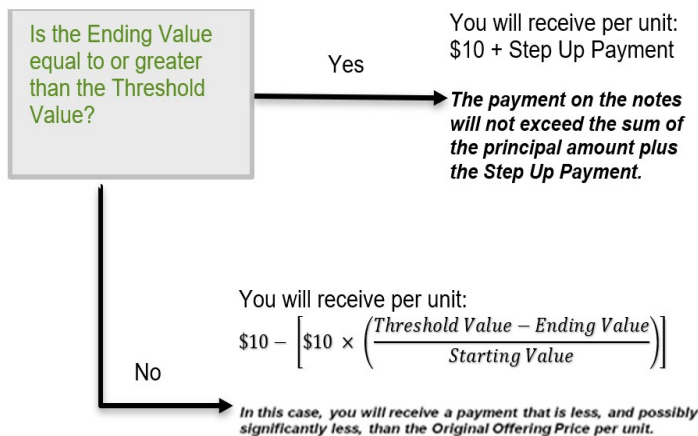 Is the Ending Value
equal to or greater
than the Threshold
Value?
Yes
You will receive per unit:
$10 + Step Up Payment
The payment on the notes
will not exceed the sum of
the principal amount plus
the Step Up Payment.
No
You will receive per unit:
$10 − [$10 × (Threshold Value − Ending Value / Starting Value)]
In this case, you will receive a payment that is less, and possibly
significantly less, than the Original Offering Price per unit.